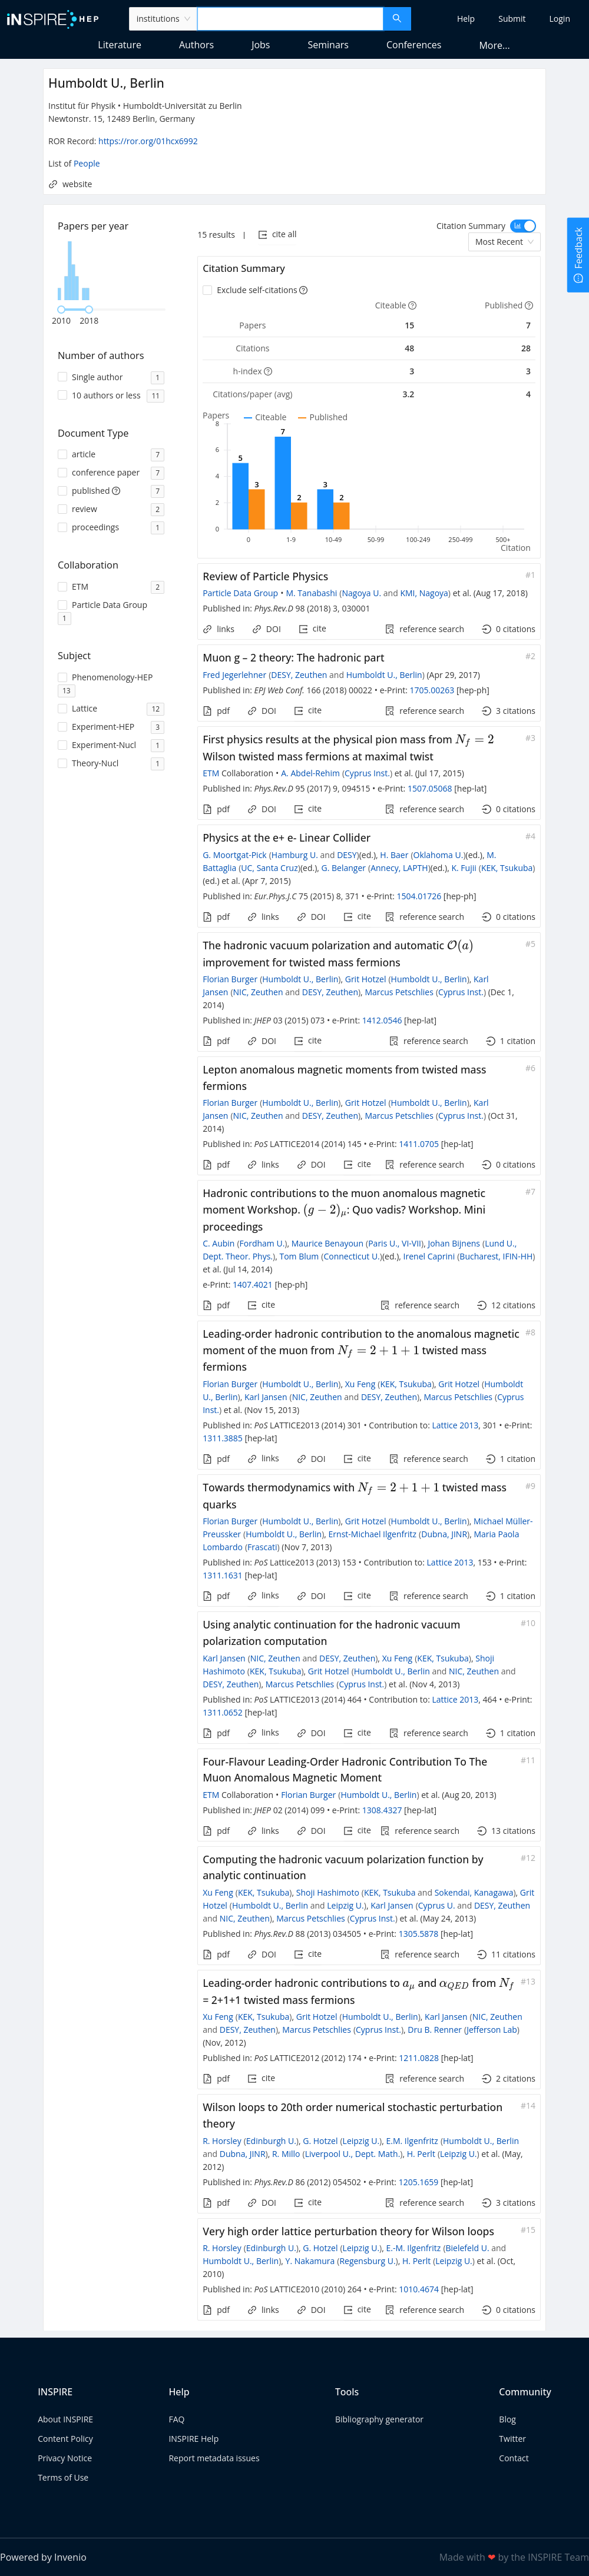 iNSPIRE HEP
institutions
Help Submit Login
Literature Authors Jobs Seminars Conferences More...
Humboldt U., Berlin
Institut für Physik • Humboldt-Universität zu Berlin
Newtonstr. 15, 12489 Berlin, Germany
ROR Record: https://ror.org/01hcx6992
List of People
website
Feedback
Papers per year
2010 2018
Number of authors
Single author 1
10 authors or less 11
Document Type
article 7
conference paper 7
published 7
review 2
proceedings 1
Collaboration
ETM 2
Particle Data Group
1
Subject
Phenomenology-HEP
13
Lattice 12
Experiment-HEP 3
Experiment-Nucl 1
Theory-Nucl 1
15 results | cite all
Citation Summary
Most Recent
Citation Summary
Exclude self-citations
Citeable Published
Papers 15 7
Citations 48 28
h-index 3 3
Citations/paper (avg) 3.2 4
Papers
Citeable Published
8
6
4
2
0
5 3 7 2 3 2
0 1-9 10-49 50-99 100-249 250-499 500+
Citation
Review of Particle Physics #1
Particle Data Group • M. Tanabashi (Nagoya U. and KMI, Nagoya) et al. (Aug 17, 2018)
Published in: Phys.Rev.D 98 (2018) 3, 030001
links DOI cite reference search 0 citations
Muon g – 2 theory: The hadronic part #2
Fred Jegerlehner (DESY, Zeuthen and Humboldt U., Berlin) (Apr 29, 2017)
Published in: EPJ Web Conf. 166 (2018) 00022 • e-Print: 1705.00263 [hep-ph]
pdf DOI cite reference search 3 citations
First physics results at the physical pion mass from N_f = 2 #3
Wilson twisted mass fermions at maximal twist
ETM Collaboration • A. Abdel-Rehim (Cyprus Inst.) et al. (Jul 17, 2015)
Published in: Phys.Rev.D 95 (2017) 9, 094515 • e-Print: 1507.05068 [hep-lat]
pdf DOI cite reference search 0 citations
Physics at the e+ e- Linear Collider #4
G. Moortgat-Pick (Hamburg U. and DESY)(ed.), H. Baer (Oklahoma U.)(ed.), M.
Battaglia (UC, Santa Cruz)(ed.), G. Belanger (Annecy, LAPTH)(ed.), K. Fujii (KEK, Tsukuba)
(ed.) et al. (Apr 7, 2015)
Published in: Eur.Phys.J.C 75 (2015) 8, 371 • e-Print: 1504.01726 [hep-ph]
pdf links DOI cite reference search 0 citations
The hadronic vacuum polarization and automatic 𝒪(a) #5
improvement for twisted mass fermions
Florian Burger (Humboldt U., Berlin), Grit Hotzel (Humboldt U., Berlin), Karl
Jansen (NIC, Zeuthen and DESY, Zeuthen), Marcus Petschlies (Cyprus Inst.) (Dec 1,
2014)
Published in: JHEP 03 (2015) 073 • e-Print: 1412.0546 [hep-lat]
pdf DOI cite reference search 1 citation
Lepton anomalous magnetic moments from twisted mass #6
fermions
Florian Burger (Humboldt U., Berlin), Grit Hotzel (Humboldt U., Berlin), Karl
Jansen (NIC, Zeuthen and DESY, Zeuthen), Marcus Petschlies (Cyprus Inst.) (Oct 31,
2014)
Published in: PoS LATTICE2014 (2014) 145 • e-Print: 1411.0705 [hep-lat]
pdf links DOI cite reference search 0 citations
Hadronic contributions to the muon anomalous magnetic #7
moment Workshop. (g − 2)_μ: Quo vadis? Workshop. Mini
proceedings
C. Aubin (Fordham U.), Maurice Benayoun (Paris U., VI-VII), Johan Bijnens (Lund U.,
Dept. Theor. Phys.), Tom Blum (Connecticut U.)(ed.), Irenel Caprini (Bucharest, IFIN-HH)
et al. (Jul 14, 2014)
e-Print: 1407.4021 [hep-ph]
pdf cite reference search 12 citations
Leading-order hadronic contribution to the anomalous magnetic #8
moment of the muon from N_f = 2 + 1 + 1 twisted mass
fermions
Florian Burger (Humboldt U., Berlin), Xu Feng (KEK, Tsukuba), Grit Hotzel (Humboldt
U., Berlin), Karl Jansen (NIC, Zeuthen and DESY, Zeuthen), Marcus Petschlies (Cyprus
Inst.) et al. (Nov 15, 2013)
Published in: PoS LATTICE2013 (2014) 301 • Contribution to: Lattice 2013, 301 • e-Print:
1311.3885 [hep-lat]
pdf links DOI cite reference search 1 citation
Towards thermodynamics with N_f = 2 + 1 + 1 twisted mass #9
quarks
Florian Burger (Humboldt U., Berlin), Grit Hotzel (Humboldt U., Berlin), Michael Müller-
Preussker (Humboldt U., Berlin), Ernst-Michael Ilgenfritz (Dubna, JINR), Maria Paola
Lombardo (Frascati) (Nov 7, 2013)
Published in: PoS Lattice2013 (2013) 153 • Contribution to: Lattice 2013, 153 • e-Print:
1311.1631 [hep-lat]
pdf links DOI cite reference search 1 citation
Using analytic continuation for the hadronic vacuum #10
polarization computation
Karl Jansen (NIC, Zeuthen and DESY, Zeuthen), Xu Feng (KEK, Tsukuba), Shoji
Hashimoto (KEK, Tsukuba), Grit Hotzel (Humboldt U., Berlin and NIC, Zeuthen and
DESY, Zeuthen), Marcus Petschlies (Cyprus Inst.) et al. (Nov 4, 2013)
Published in: PoS LATTICE2013 (2014) 464 • Contribution to: Lattice 2013, 464 • e-Print:
1311.0652 [hep-lat]
pdf links DOI cite reference search 1 citation
Four-Flavour Leading-Order Hadronic Contribution To The #11
Muon Anomalous Magnetic Moment
ETM Collaboration • Florian Burger (Humboldt U., Berlin) et al. (Aug 20, 2013)
Published in: JHEP 02 (2014) 099 • e-Print: 1308.4327 [hep-lat]
pdf links DOI cite reference search 13 citations
Computing the hadronic vacuum polarization function by #12
analytic continuation
Xu Feng (KEK, Tsukuba), Shoji Hashimoto (KEK, Tsukuba and Sokendai, Kanagawa), Grit
Hotzel (Humboldt U., Berlin and Leipzig U.), Karl Jansen (Cyprus U. and DESY, Zeuthen
and NIC, Zeuthen), Marcus Petschlies (Cyprus Inst.) et al. (May 24, 2013)
Published in: Phys.Rev.D 88 (2013) 034505 • e-Print: 1305.5878 [hep-lat]
pdf DOI cite reference search 11 citations
Leading-order hadronic contributions to a_μ and α_QED from N_f #13
= 2+1+1 twisted mass fermions
Xu Feng (KEK, Tsukuba), Grit Hotzel (Humboldt U., Berlin), Karl Jansen (NIC, Zeuthen
and DESY, Zeuthen), Marcus Petschlies (Cyprus Inst.), Dru B. Renner (Jefferson Lab)
(Nov, 2012)
Published in: PoS LATTICE2012 (2012) 174 • e-Print: 1211.0828 [hep-lat]
pdf cite reference search 2 citations
Wilson loops to 20th order numerical stochastic perturbation #14
theory
R. Horsley (Edinburgh U.), G. Hotzel (Leipzig U.), E.M. Ilgenfritz (Humboldt U., Berlin
and Dubna, JINR), R. Millo (Liverpool U., Dept. Math.), H. Perlt (Leipzig U.) et al. (May,
2012)
Published in: Phys.Rev.D 86 (2012) 054502 • e-Print: 1205.1659 [hep-lat]
pdf DOI cite reference search 3 citations
Very high order lattice perturbation theory for Wilson loops #15
R. Horsley (Edinburgh U.), G. Hotzel (Leipzig U.), E.-M. Ilgenfritz (Bielefeld U. and
Humboldt U., Berlin), Y. Nakamura (Regensburg U.), H. Perlt (Leipzig U.) et al. (Oct,
2010)
Published in: PoS LATTICE2010 (2010) 264 • e-Print: 1010.4674 [hep-lat]
pdf links DOI cite reference search 0 citations
INSPIRE Help Tools Community
About INSPIRE FAQ Bibliography generator Blog
Content Policy INSPIRE Help Twitter
Privacy Notice Report metadata issues Contact
Terms of Use
Powered by Invenio Made with ❤ by the INSPIRE Team